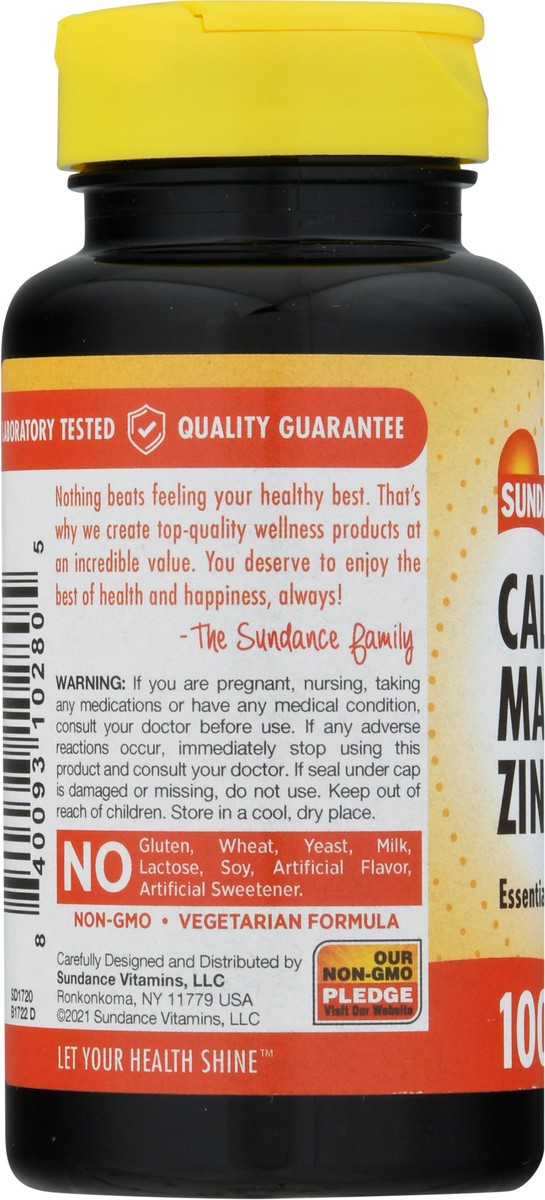 LABORATORY TESTED QUALITY GUARANTEE
Nothing beats feeling your healthy best. That's
why we create top-quality wellness products at
an incredible value. You deserve to enjoy the
best of health and happiness, always!
-The Sundance family
WARNING: If you are pregnant, nursing, taking
any medications or have any medical condition,
consult your doctor before use. If any adverse
reactions occur, immediately stop using this
product and consult your doctor. If seal under cap
is damaged or missing, do not use. Keep out of
reach of children. Store in a cool, dry place.
NO Gluten, Wheat, Yeast, Milk,
Lactose, Soy, Artificial Flavor,
Artificial Sweetener.
NON-GMO • VEGETARIAN FORMULA
Carefully Designed and Distributed by
Sundance Vitamins, LLC
Ronkonkoma, NY 11779 USA
©2021 Sundance Vitamins, LLC
OUR
NON-GMO
PLEDGE
Visit Our Website
LET YOUR HEALTH SHINE™
8 40093 10280 5
SD1720
B1722 D
SUND
CAL
MA
ZIN
Essentia
100